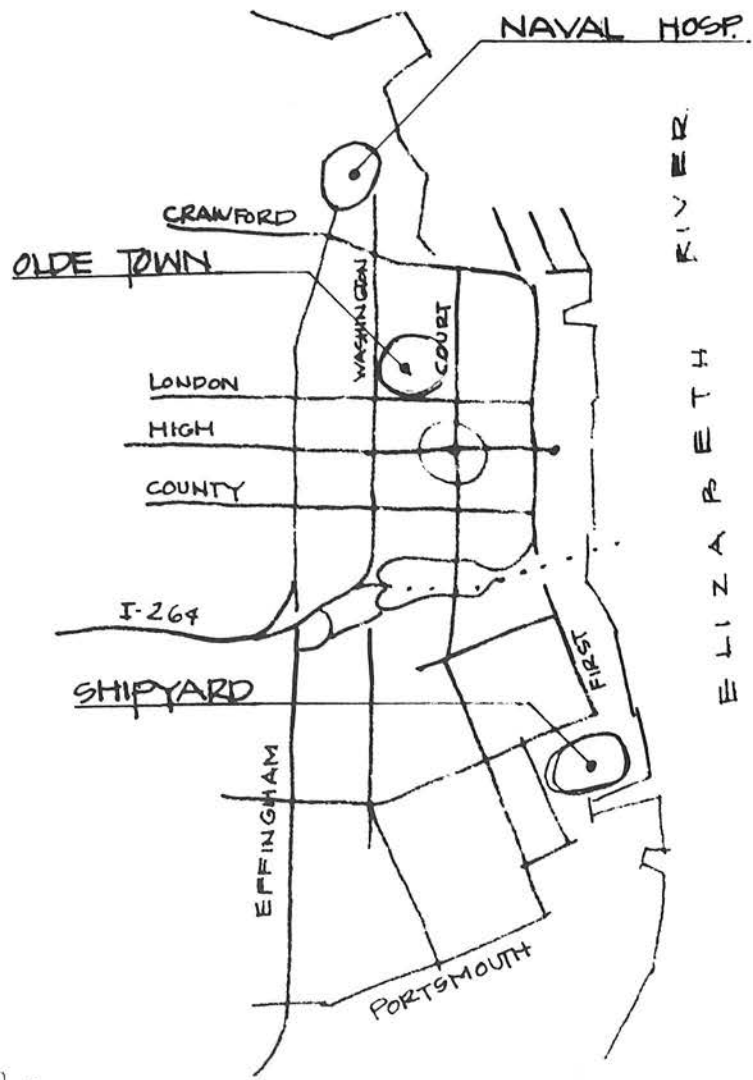 NAVAL HOSP.
CRAWFORD
OLDE TOWN
WASHINGTON
COURT
LONDON
HIGH
COUNTY
I-264
SHIPYARD
FIRST
EFFINGHAM
PORTSMOUTH
ELIZABETH RIVER